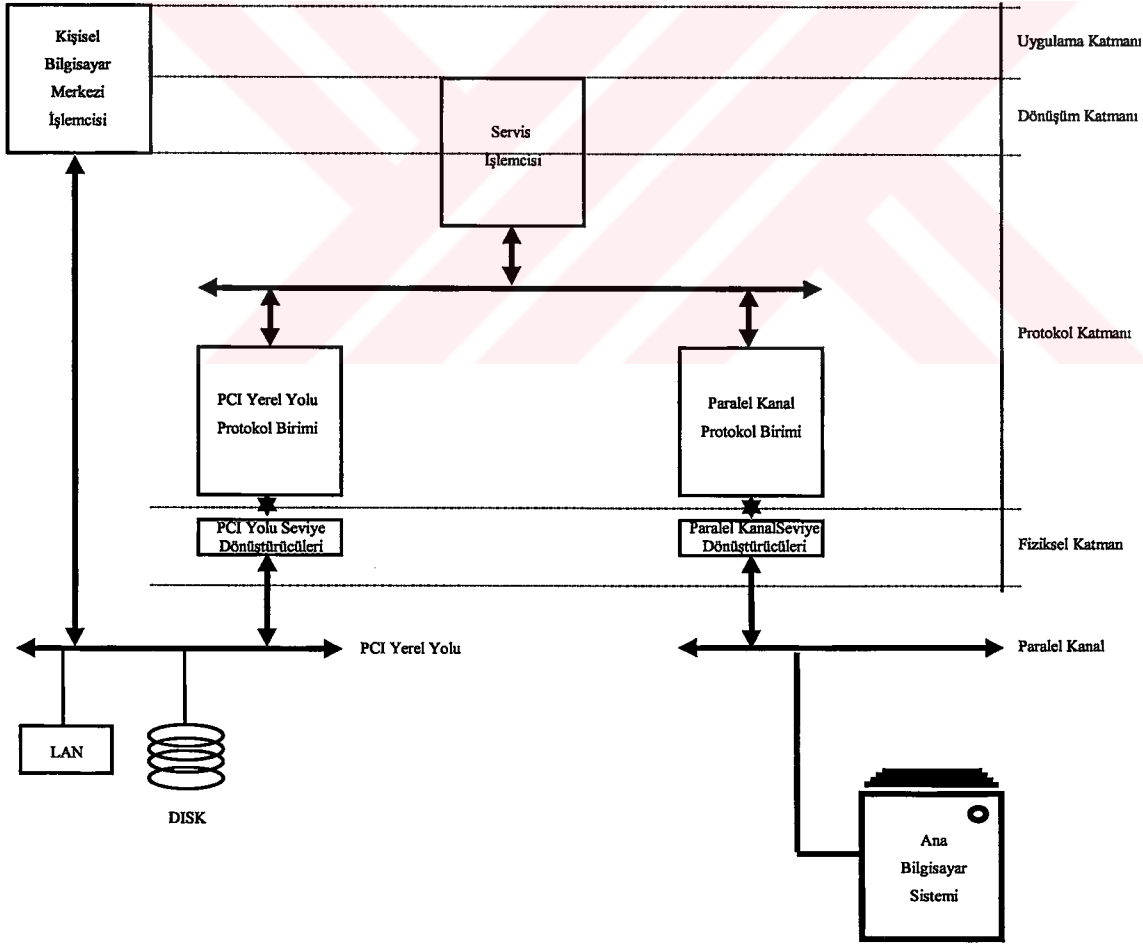 Kişisel
Bilgisayar
Merkezi
İşlemcisi
Uygulama Katmanı
Dönüşüm Katmanı
Servis
İşlemcisi
Protokol Katmanı
PCI Yerel Yolu
Protokol Birimi
Paralel Kanal
Protokol Birimi
PCI Yolu Seviye
Dönüştürücüleri
Paralel KanalSeviye
Dönüştürücüleri
Fiziksel Katman
PCI Yerel Yolu
Paralel Kanal
LAN
DISK
Ana
Bilgisayar
Sistemi